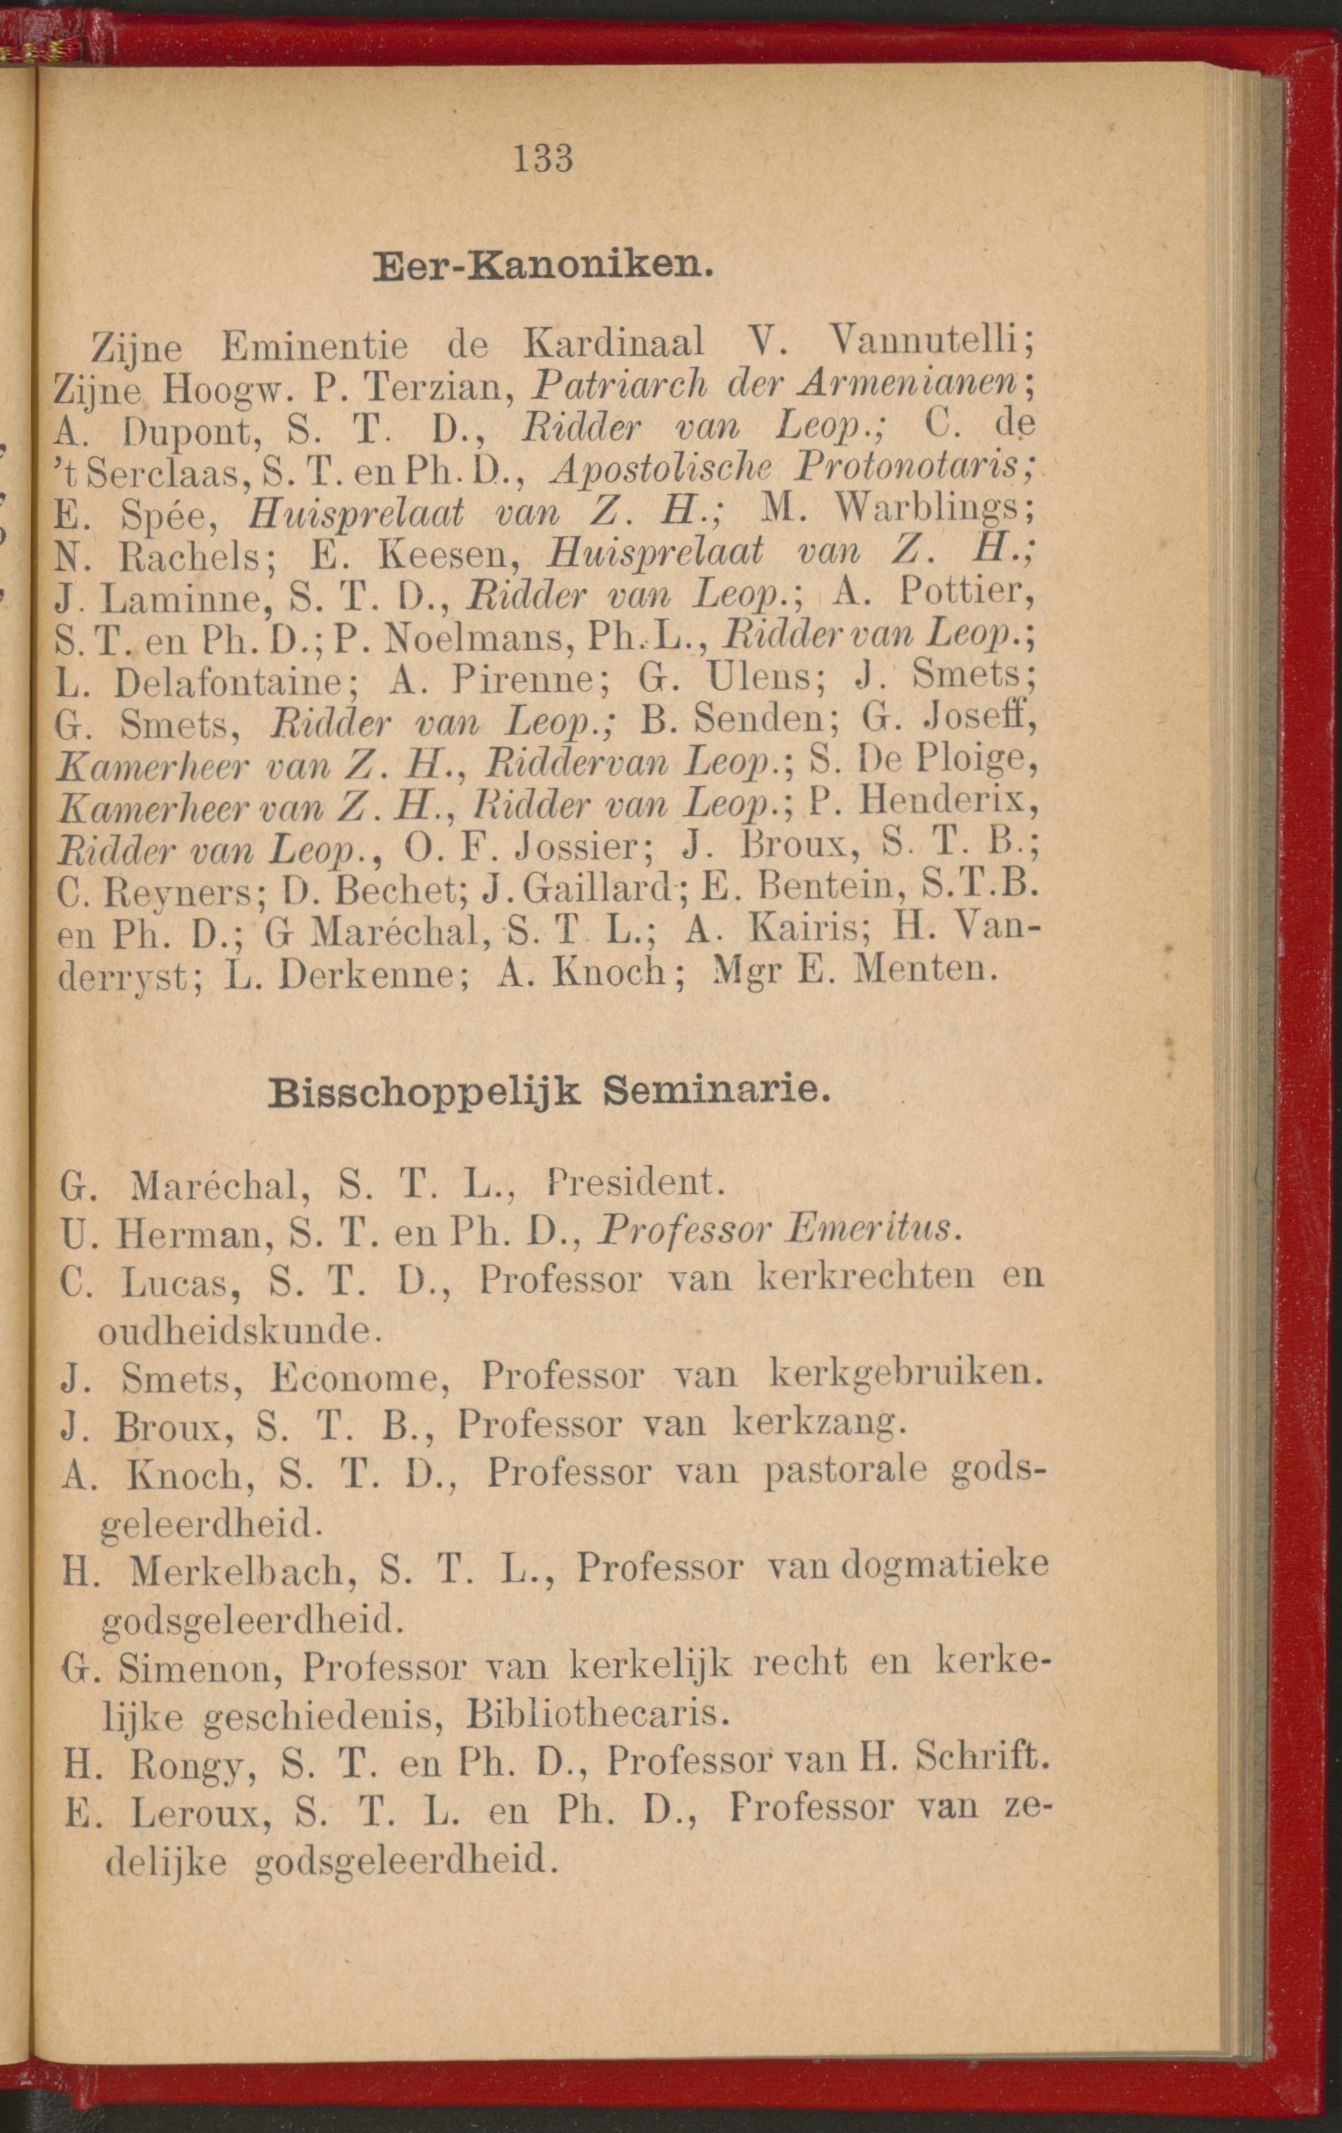 133
Eer-Kanoniken.
Zijne Eminentie de Kardinaal V. Vannutelli;
Zijne Hoogw. P. Terzian, Patriarch der Armenianen;
A. Dupont, S. T. D., Ridder van Leop.; C. de
't Serclaas, S. T. en Ph. D., Apostolische Protonotaris;
E. Spée, Huisprelaat van Z. H.; M. Warblings;
N. Rachels; E. Keesen, Huisprelaat van Z. H.;
J. Laminne, S. T. D., Ridder van Leop.; A. Pottier,
S. T. en Ph. D.; P. Noelmans, Ph. L., Ridder van Leop.;
L. Delafontaine; A. Pirenne; G. Ulens; J. Smets;
G. Smets, Ridder van Leop.; B. Senden; G. Joseff,
Kamerheer van Z. H., Riddervan Leop.; S. De Ploige,
Kamerheer van Z. H., Ridder van Leop.; P. Henderix,
Ridder van Leop., O. F. Jossier; J. Broux, S. T. B.;
C. Reyners; D. Bechet; J. Gaillard; E. Bentein, S.T.B.
en Ph. D.; G Maréchal, S. T L.; A. Kairis; H. Van-
derryst; L. Derkenne; A. Knoch; Mgr E. Menten.
Bisschoppelijk Seminarie.
G. Maréchal, S. T. L., President.
U. Herman, S. T. en Ph. D., Professor Emeritus.
C. Lucas, S. T. D., Professor van kerkrechten en
oudheidskunde.
J. Smets, Econome, Professor van kerkgebruiken.
J. Broux, S. T. B., Professor van kerkzang.
A. Knoch, S. T. D., Professor van pastorale gods-
geleerdheid.
H. Merkelbach, S. T. L., Professor van dogmatieke
godsgeleerdheid.
G. Simenon, Professor van kerkelijk recht en kerke-
lijke geschiedenis, Bibliothecaris.
H. Rongy, S. T. en Ph. D., Professor van H. Schrift.
E. Leroux, S. T. L. en Ph. D., Professor van ze-
delijke godsgeleerdheid.